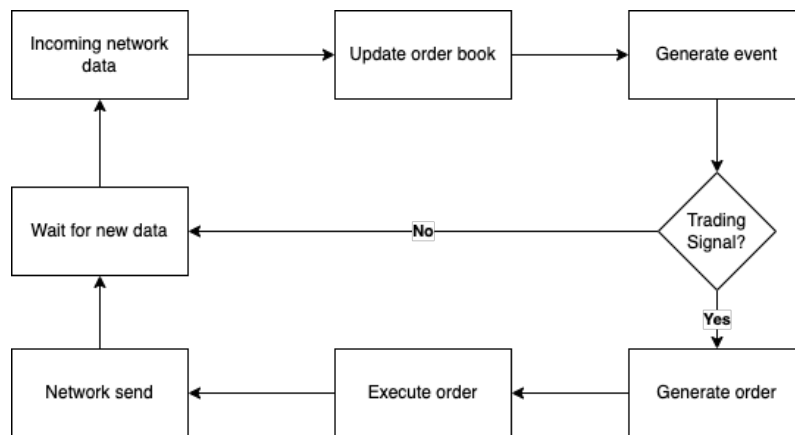 Incoming network
data
Update order book
Generate event
Wait for new data
No
Trading
Signal?
Yes
Network send
Execute order
Generate order